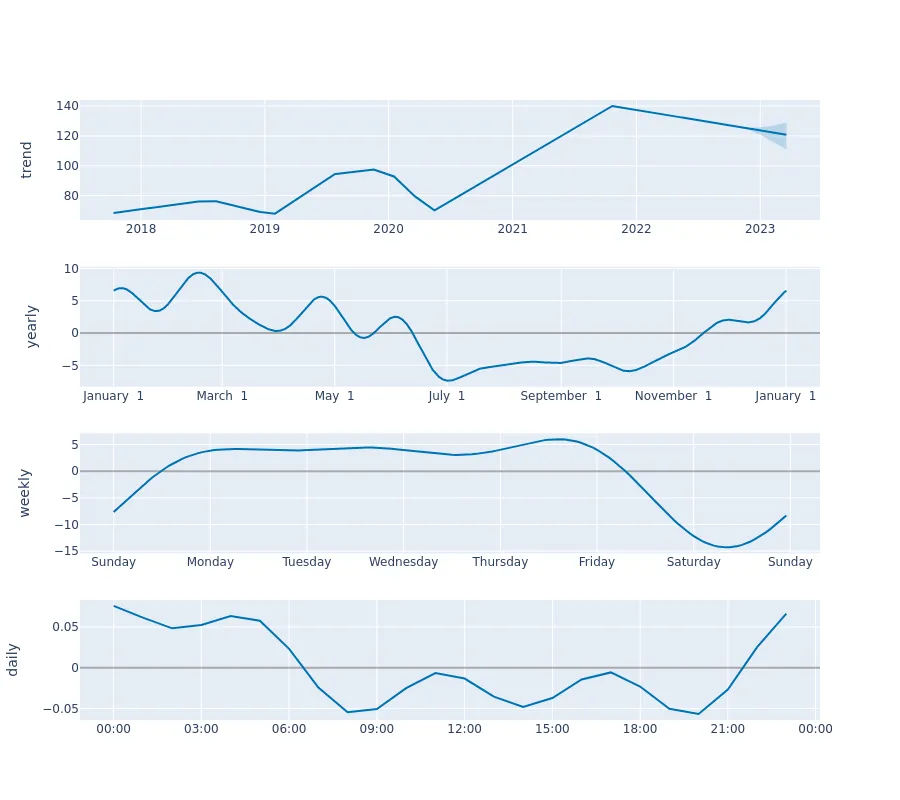 trend
140
120
100
80
2018 2019 2020 2021 2022 2023
yearly
10
5
0
−5
January 1 March 1 May 1 July 1 September 1 November 1 January 1
weekly
5
0
−5
−10
−15
Sunday Monday Tuesday Wednesday Thursday Friday Saturday Sunday
daily
0.05
0
−0.05
00:00 03:00 06:00 09:00 12:00 15:00 18:00 21:00 00:00